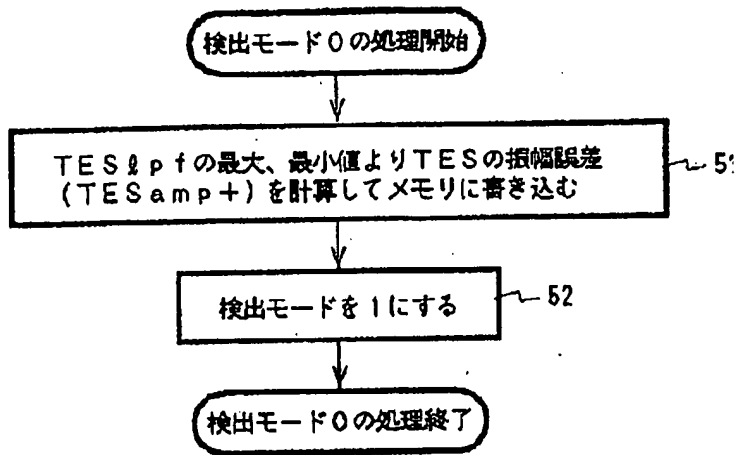 検出モード０の処理開始
ＴＥＳℓｐｆの最大、最小値よりＴＥＳの振幅誤差
（ＴＥＳａｍｐ＋）を計算してメモリに書き込む
検出モードを１にする
52
検出モード０の処理終了